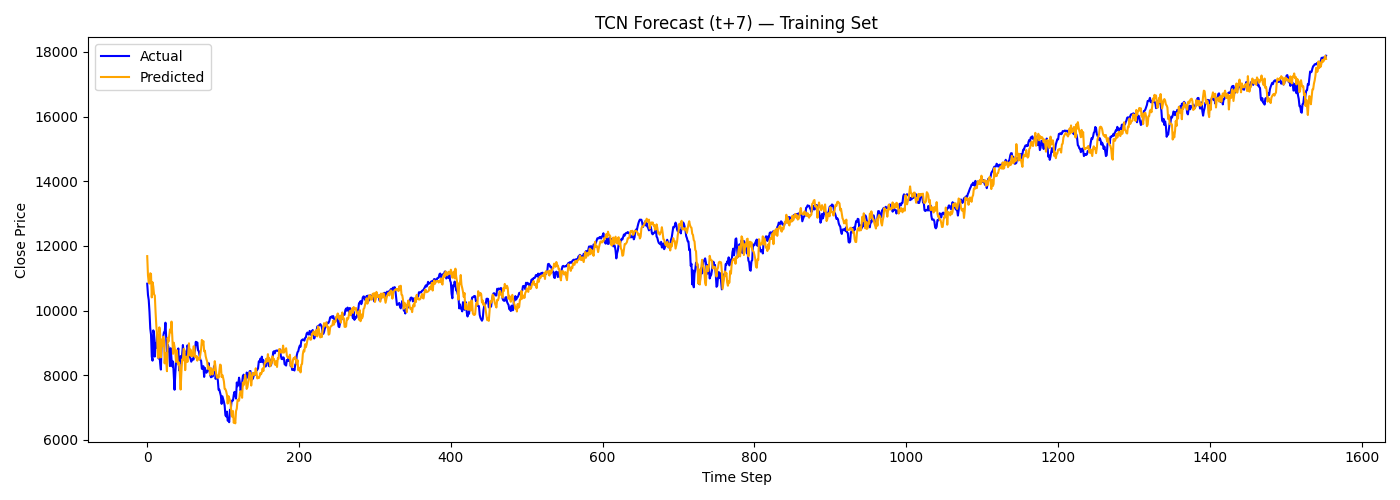 TCN Forecast (t+7) — Training Set
Actual
Predicted
Close Price
18000
16000
14000
12000
10000
8000
6000
0 200 400 600 800 1000 1200 1400 1600
Time Step